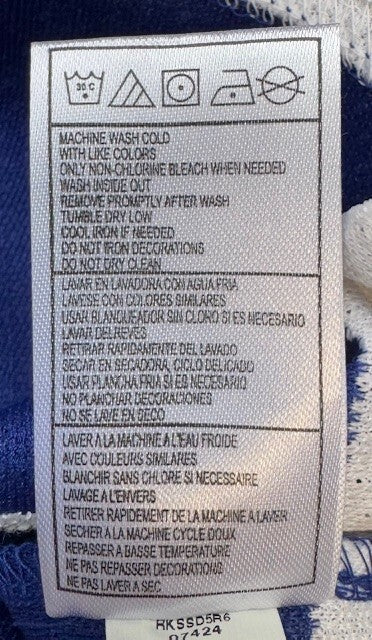 30°C
MACHINE WASH COLD
WITH LIKE COLORS
ONLY NON-CHLORINE BLEACH WHEN NEEDED
WASH INSIDE OUT
REMOVE PROMPTLY AFTER WASH
TUMBLE DRY LOW
COOL IRON IF NEEDED
DO NOT IRON DECORATIONS
DO NOT DRY CLEAN
LAVAR EN LAVADORA CON AGUA FRIA
LAVESE CON COLORES SIMILARES
USAR BLANQUEADOR SIN CLORO SI ES NECESARIO
LAVAR DEL REVES
RETIRAR RAPIDAMENTE DEL LAVADO
SECAR EN SECADORA, CICLO DELICADO
USAR PLANCHA FRIA SI ES NECESARIO
NO PLANCHAR DECORACIONES
NO SE LAVE EN SECO
LAVER A LA MACHINE A L'EAU FROIDE
AVEC COULEURS SIMILAIRES
BLANCHIR SANS CHLORE SI NECESSAIRE
LAVAGE A L'ENVERS
RETIRER RAPIDEMENT DE LA MACHINE A LAVER
SECHER A LA MACHINE CYCLE DOUX
REPASSER A BASSE TEMPERATURE
NE PAS REPASSER DECORATIONS
NE PAS LAVER A SEC
RKSSD5R6
07424